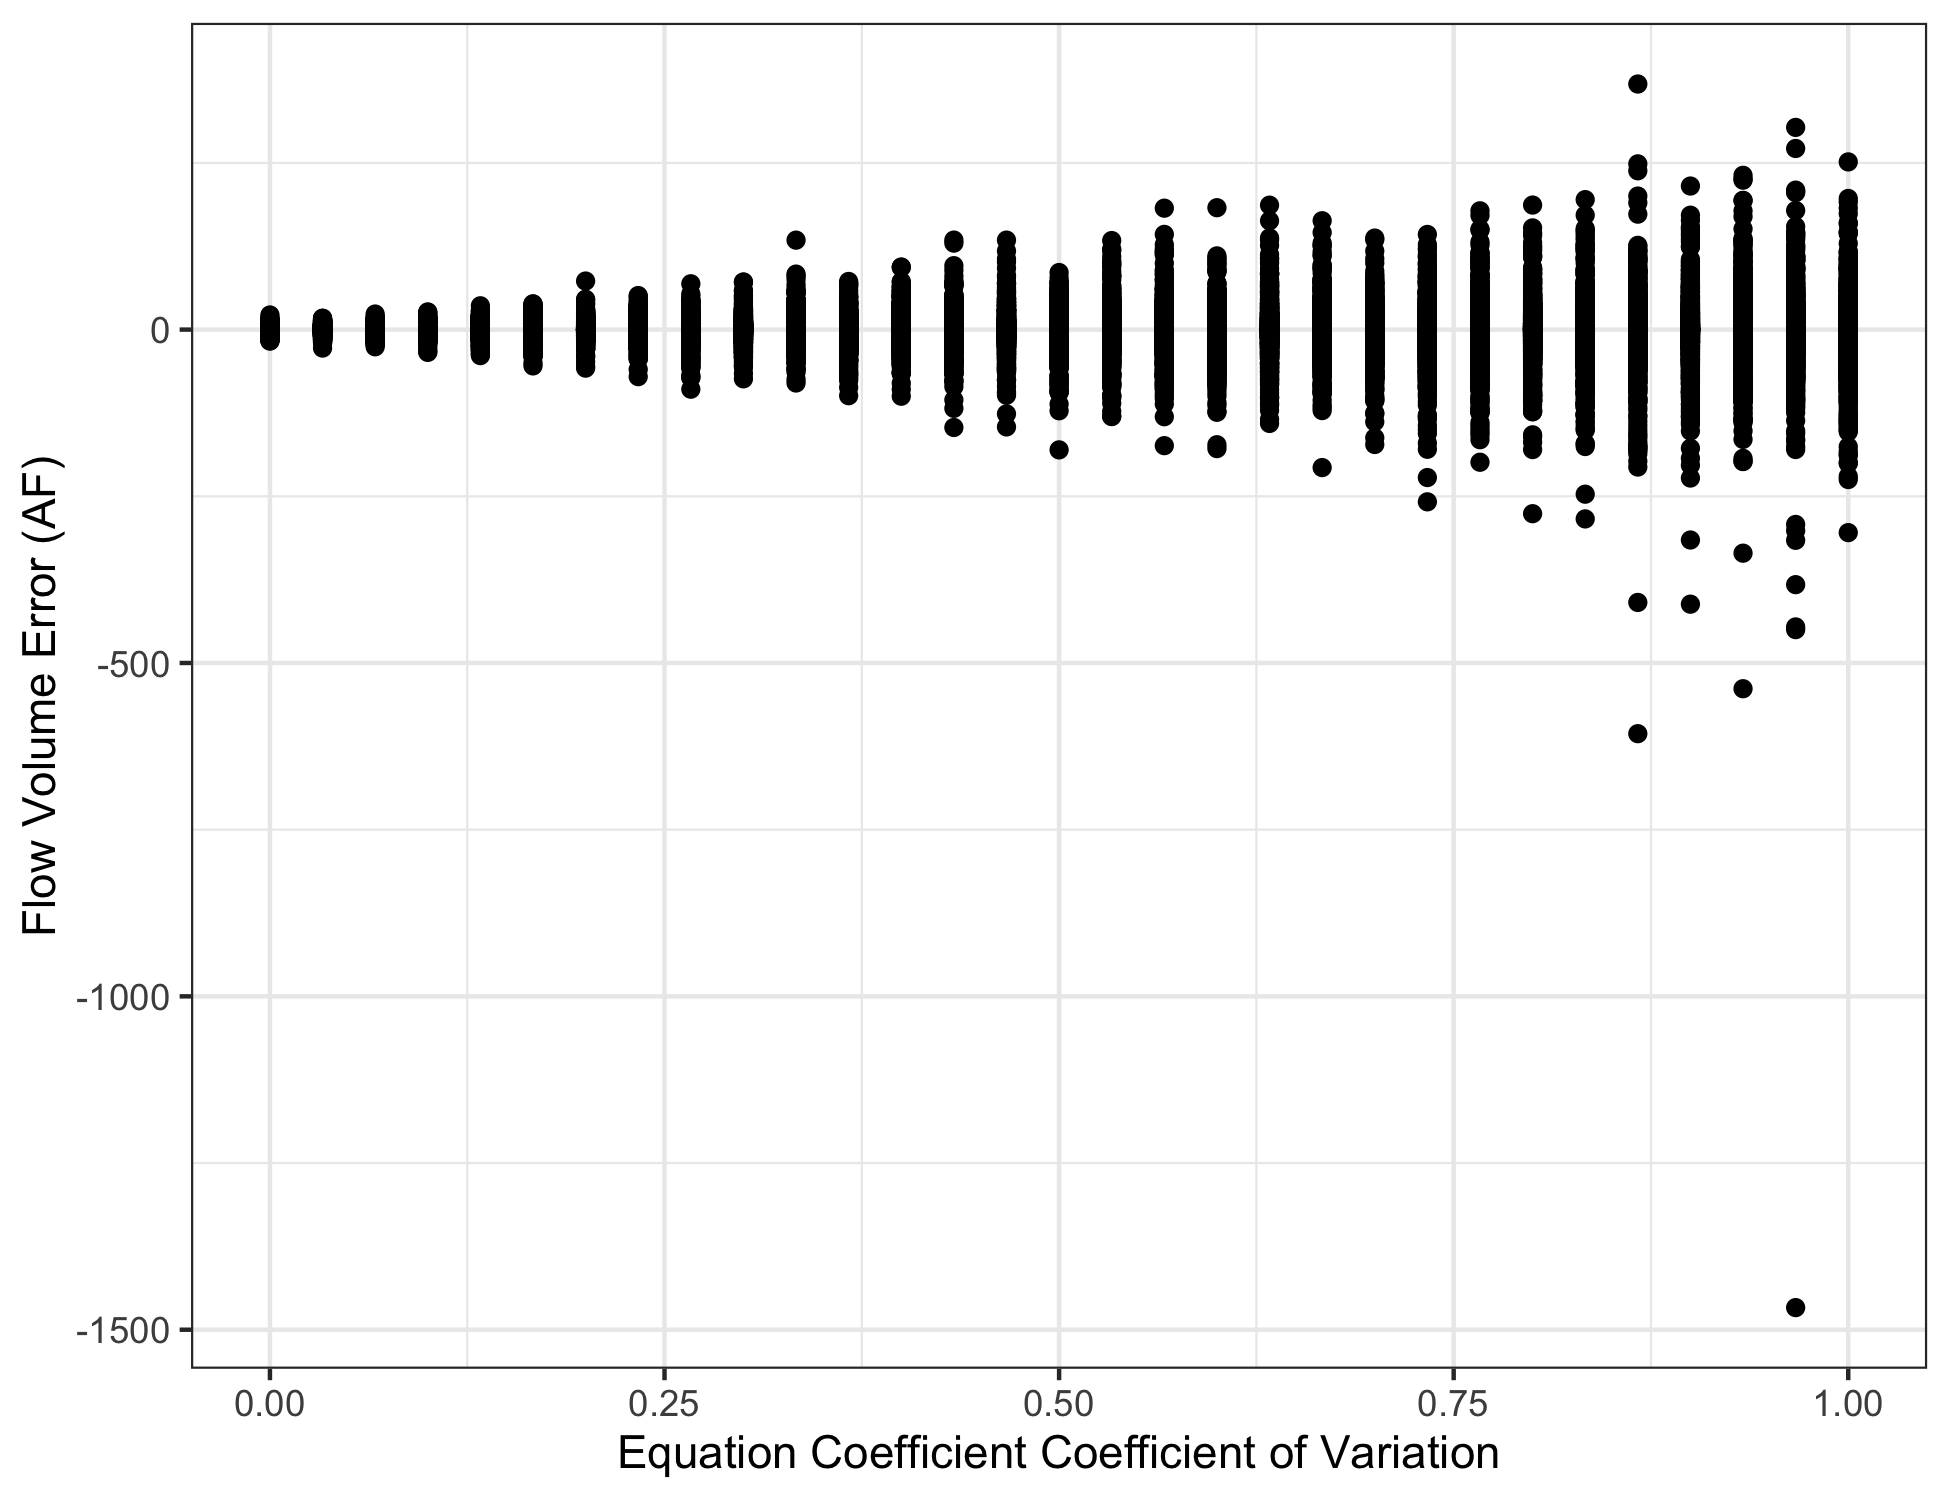 Flow Volume Error (AF)
0
-500
-1000
-1500
0.00 0.25 0.50 0.75 1.00
Equation Coefficient Coefficient of Variation